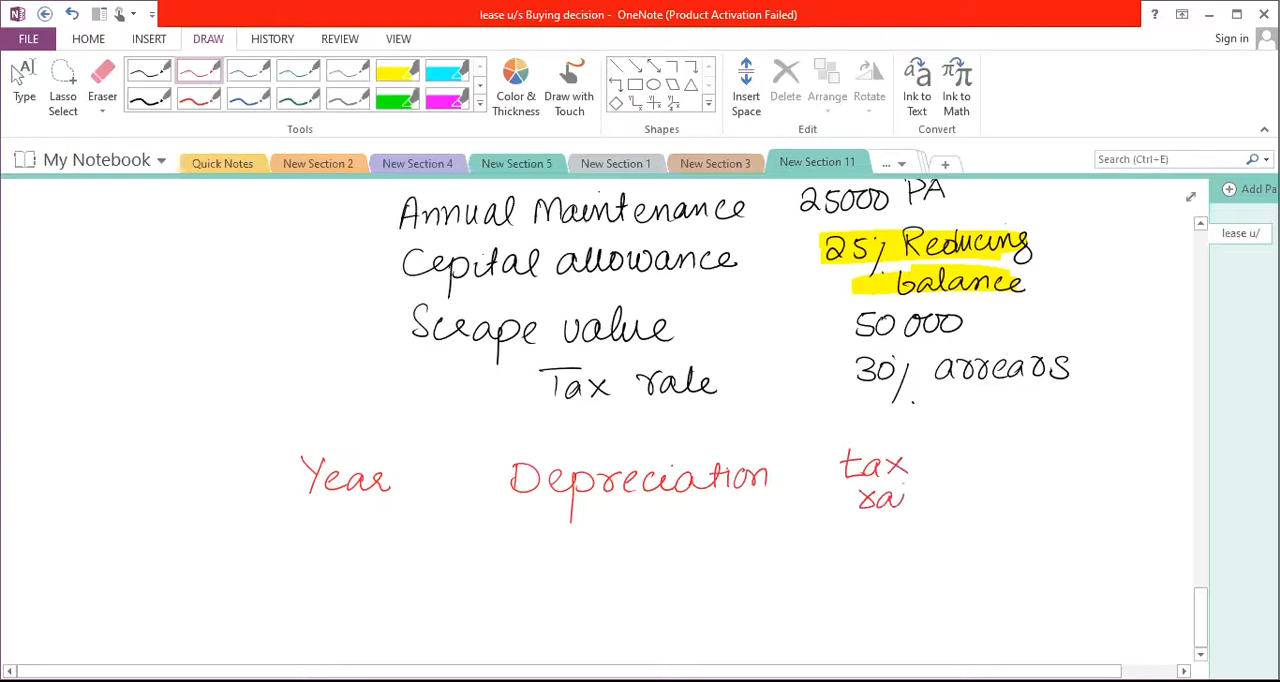 lease u/s Buying decision - OneNote (Product Activation Failed)
FILE HOME INSERT DRAW HISTORY REVIEW VIEW
Sign in
Type
Lasso Select
Eraser
Color & Thickness
Draw with Touch
Insert Space
Delete
Arrange
Rotate
Ink to Text
Ink to Math
Tools
Shapes
Edit
Convert
My Notebook
Quick Notes
New Section 2
New Section 4
New Section 5
New Section 1
New Section 3
New Section 11
...
Search (Ctrl+E)
Add Pa
lease u/
Annual Maintenance 25000 PA
Cepital allowance 25% Reducing
balance
Scrape value 50 000
Tax rate 30% arrears
Year Depreciation tax
ra